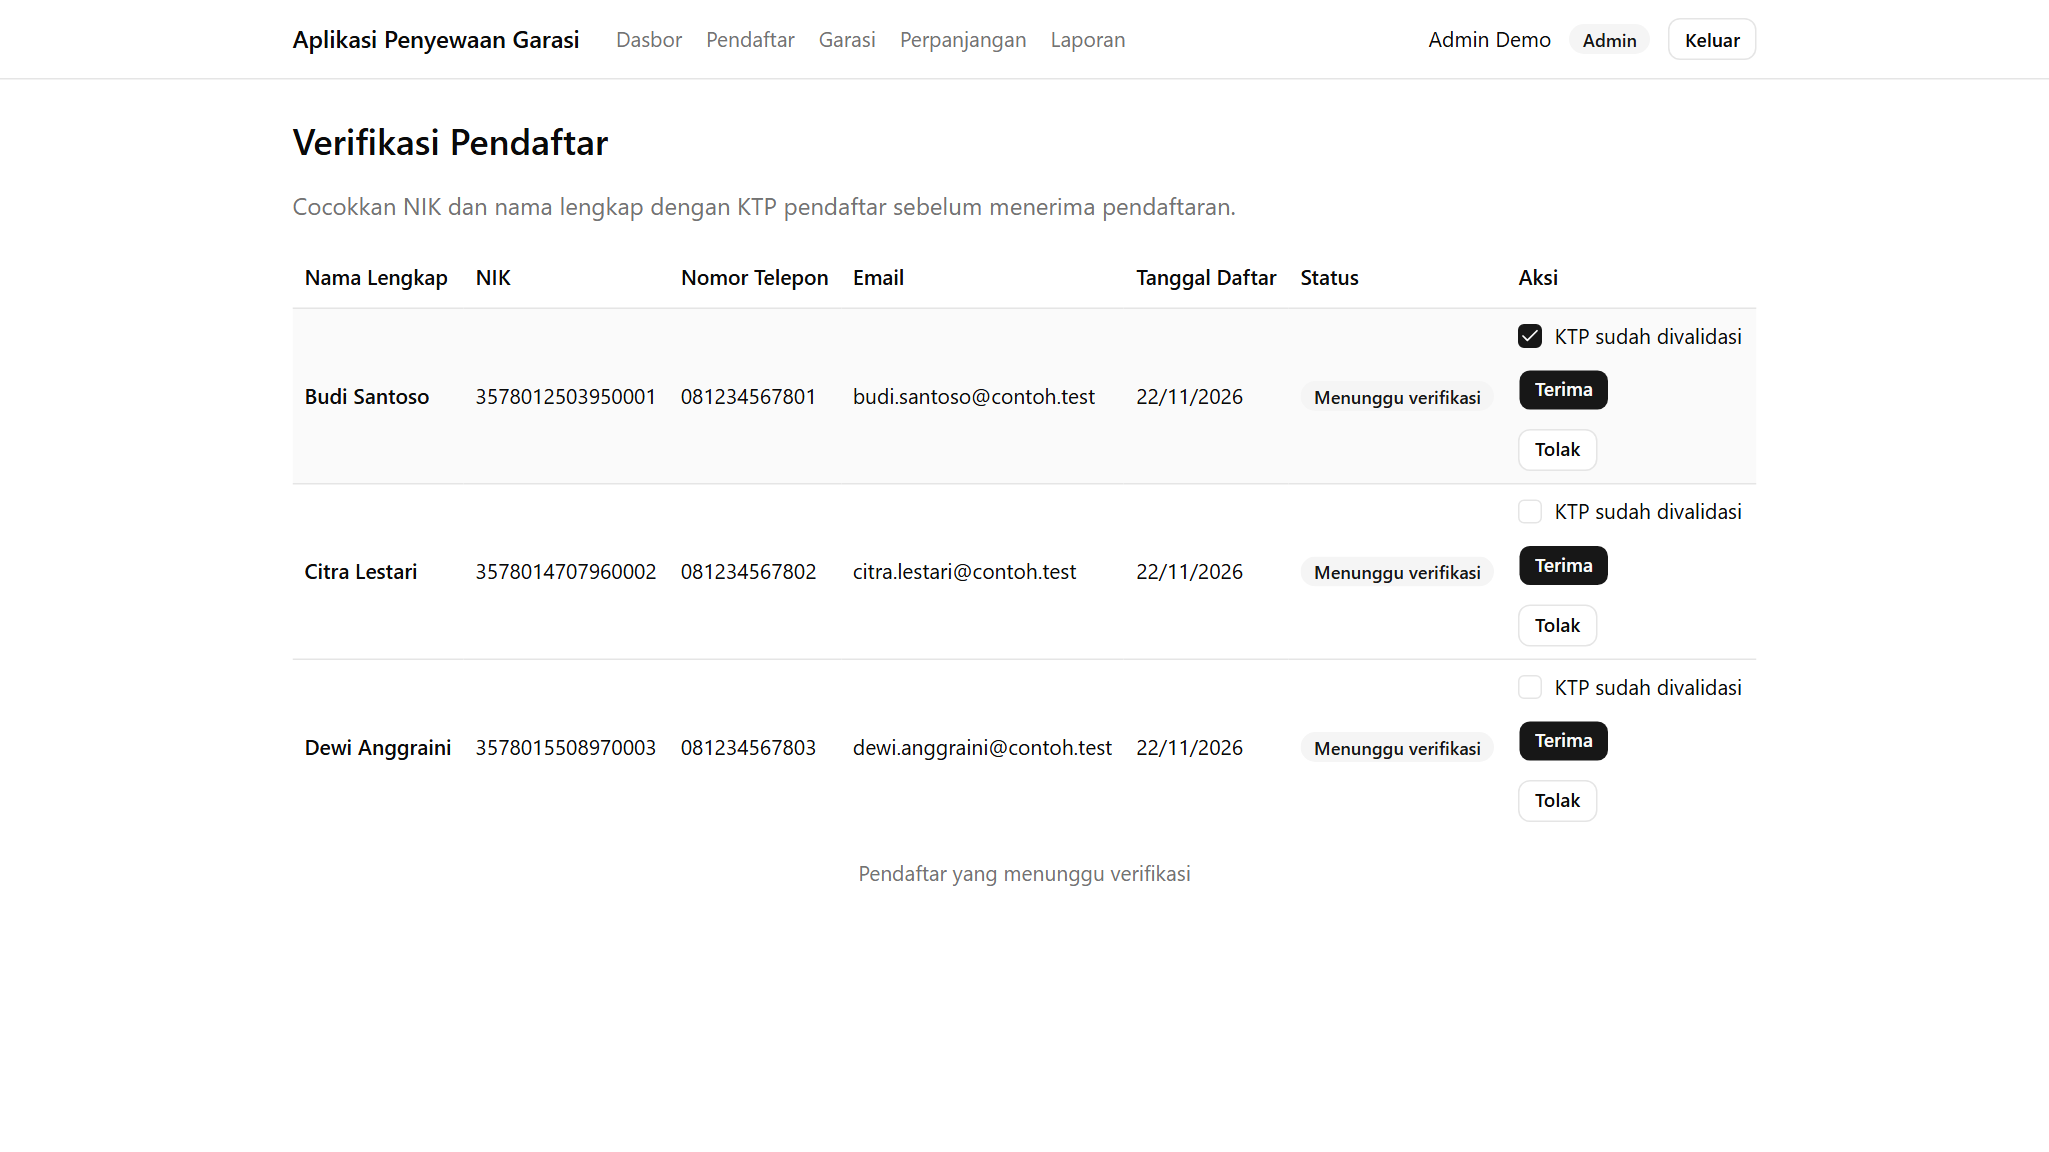 Aplikasi Penyewaan Garasi Dasbor Pendaftar Garasi Perpanjangan Laporan Admin Demo Admin Keluar
Verifikasi Pendaftar
Cocokkan NIK dan nama lengkap dengan KTP pendaftar sebelum menerima pendaftaran.
Nama Lengkap NIK Nomor Telepon Email Tanggal Daftar Status Aksi
KTP sudah divalidasi
Budi Santoso 3578012503950001 081234567801 budi.santoso@contoh.test 22/11/2026 Menunggu verifikasi
Terima
Tolak
KTP sudah divalidasi
Citra Lestari 3578014707960002 081234567802 citra.lestari@contoh.test 22/11/2026 Menunggu verifikasi
Terima
Tolak
KTP sudah divalidasi
Dewi Anggraini 3578015508970003 081234567803 dewi.anggraini@contoh.test 22/11/2026 Menunggu verifikasi
Terima
Tolak
Pendaftar yang menunggu verifikasi